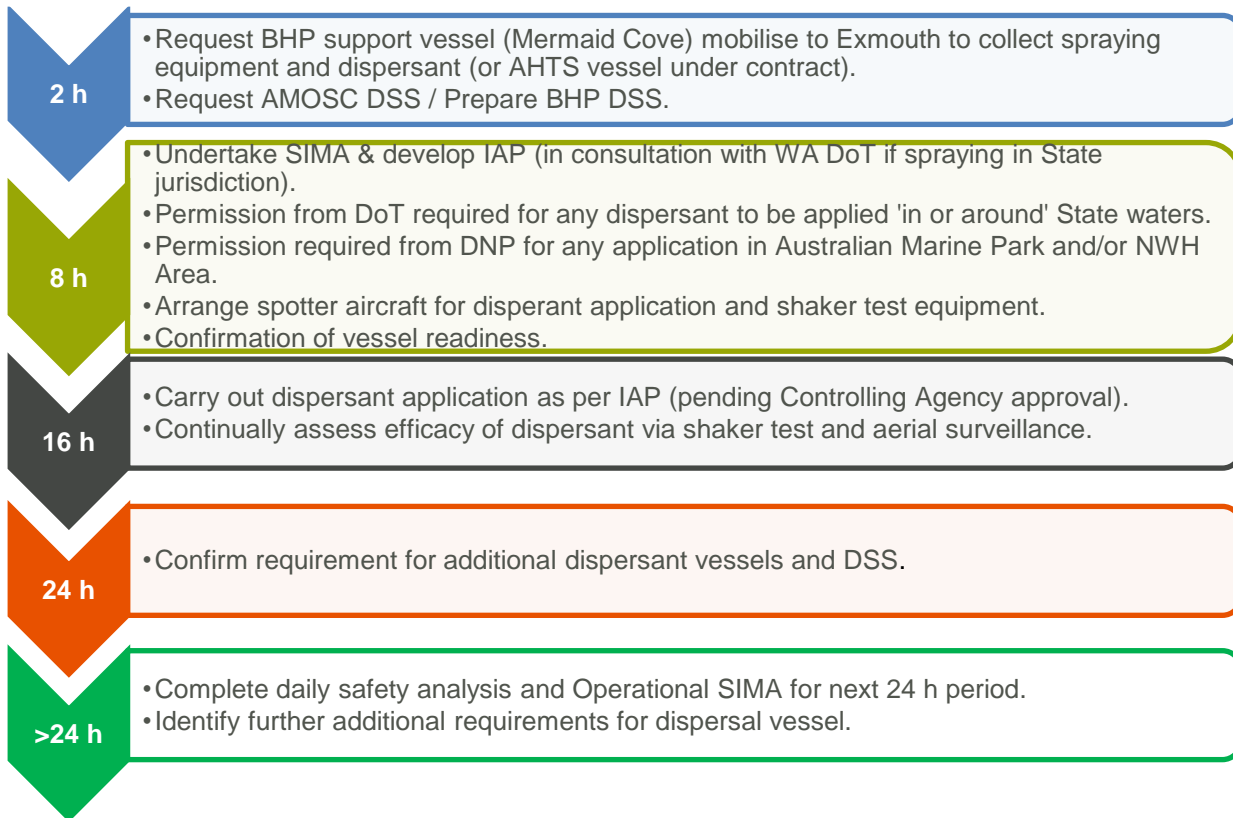 2 h
•Request BHP support vessel (Mermaid Cove) mobilise to Exmouth to collect spraying
equipment and dispersant (or AHTS vessel under contract).
•Request AMOSC DSS / Prepare BHP DSS.
8 h
•Undertake SIMA & develop IAP (in consultation with WA DoT if spraying in State
jurisdiction).
•Permission from DoT required for any dispersant to be applied 'in or around' State waters.
•Permission required from DNP for any application in Australian Marine Park and/or NWH
Area.
•Arrange spotter aircraft for disperant application and shaker test equipment.
•Confirmation of vessel readiness.
16 h
•Carry out dispersant application as per IAP (pending Controlling Agency approval).
•Continually assess efficacy of dispersant via shaker test and aerial surveillance.
24 h
•Confirm requirement for additional dispersant vessels and DSS.
>24 h
•Complete daily safety analysis and Operational SIMA for next 24 h period.
•Identify further additional requirements for dispersal vessel.